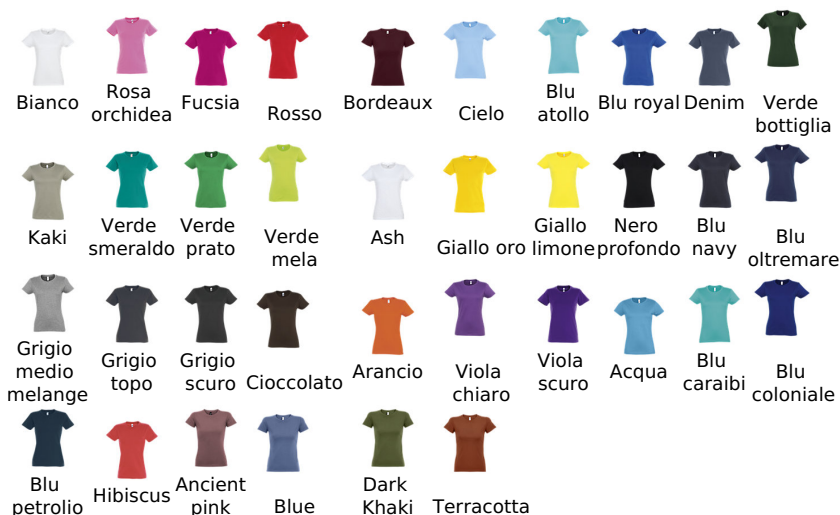 Bianco
Rosa
orchidea
Fucsia
Rosso
Bordeaux
Cielo
Blu
atollo
Blu royal
Denim
Verde
bottiglia
Kaki
Verde
smeraldo
Verde
prato
Verde
mela
Ash
Giallo oro
Giallo
limone
Nero
profondo
Blu
navy
Blu
oltremare
Grigio
medio
melange
Grigio
topo
Grigio
scuro
Cioccolato
Arancio
Viola
chiaro
Viola
scuro
Acqua
Blu
caraibi
Blu
coloniale
Blu
petrolio
Hibiscus
Ancient
pink
Blue
Dark
Khaki
Terracotta